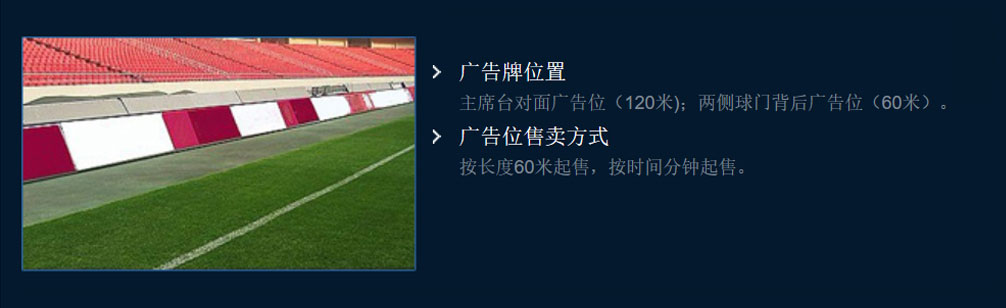 广告牌位置
主席台对面广告位（120米)；两侧球门背后广告位（60米）。
广告位售卖方式
按长度60米起售，按时间分钟起售。